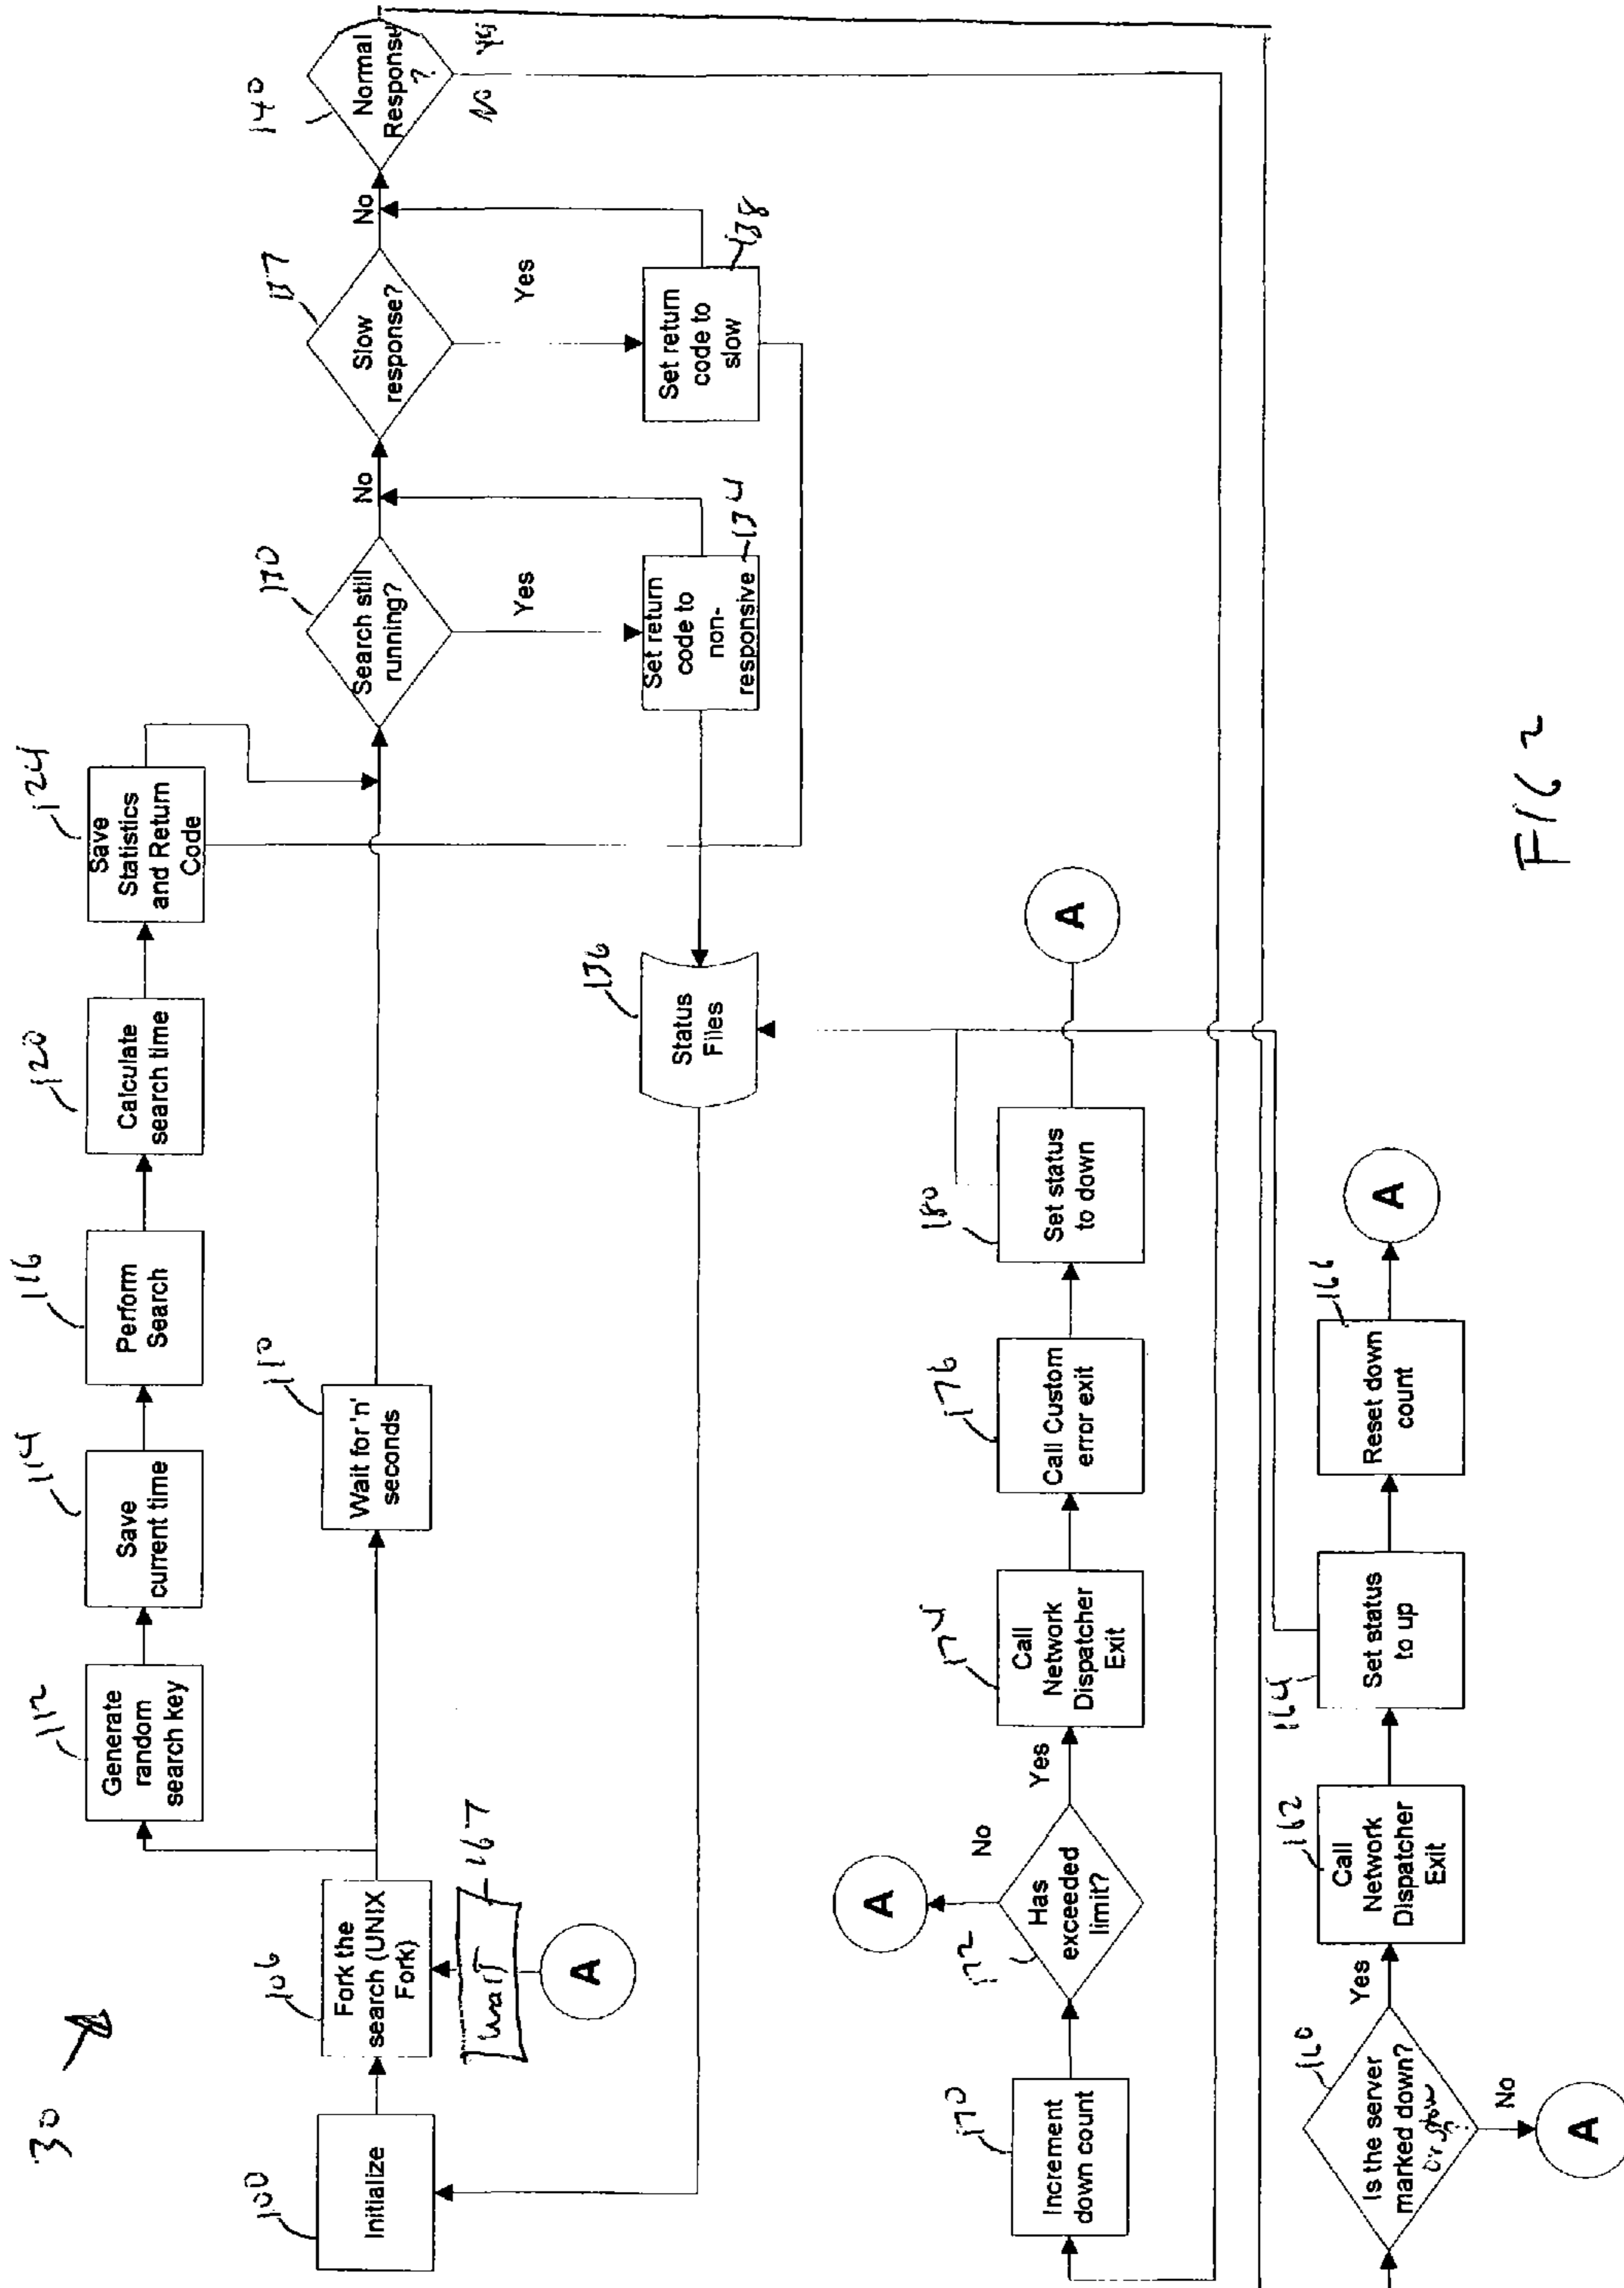 30
100
Initialize
106
Fork the
search (UNIX
Fork)
Wait
167
A
112
Generate
random
search key
114
Save
current time
116
Perform
Search
120
Calculate
search time
124
Save
Statistics
and Return
Code
110
Wait for 'n'
seconds
130
Search still
running?
No
Yes
Set return
code to
non-
responsive
134
137
Slow
response?
No
Yes
Set return
code to
slow
138
140
Normal
Response
?
No
Yes
136
Status
Files
170
Increment
down count
172
Has
exceeded
limit?
No
A
Yes
174
Call
Network
Dispatcher
Exit
176
Call Custom
error exit
180
Set status
to down
A
160
Is the server
marked down?
or slow
No
A
Yes
162
Call
Network
Dispatcher
Exit
164
Set status
to up
166
Reset down
count
A
FIG 2